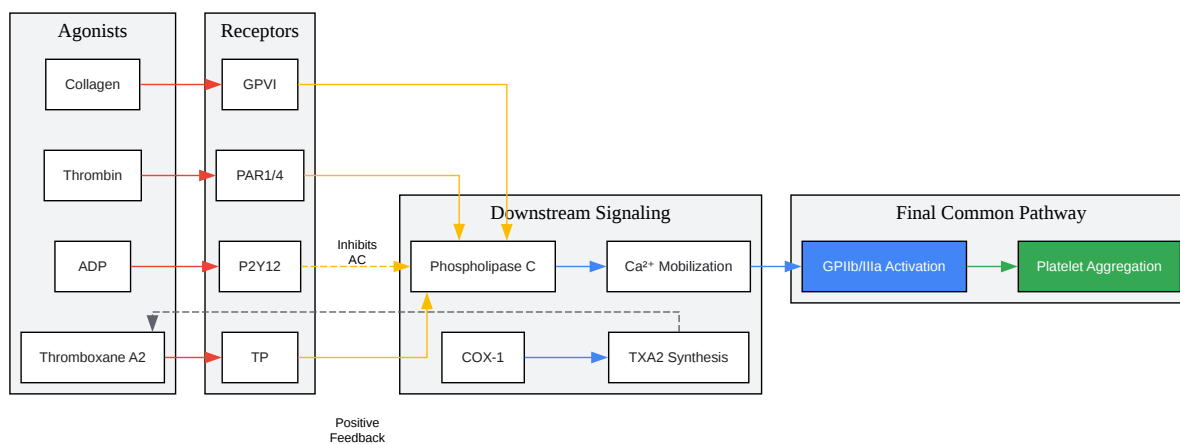 Agonists
Collagen
Thrombin
ADP
Thromboxane A2
Receptors
GPVI
PAR1/4
P2Y12
TP
Inhibits
AC
Downstream Signaling
Phospholipase C
Ca²⁺ Mobilization
COX-1
TXA2 Synthesis
Final Common Pathway
GPIIb/IIIa Activation
Platelet Aggregation
Positive
Feedback